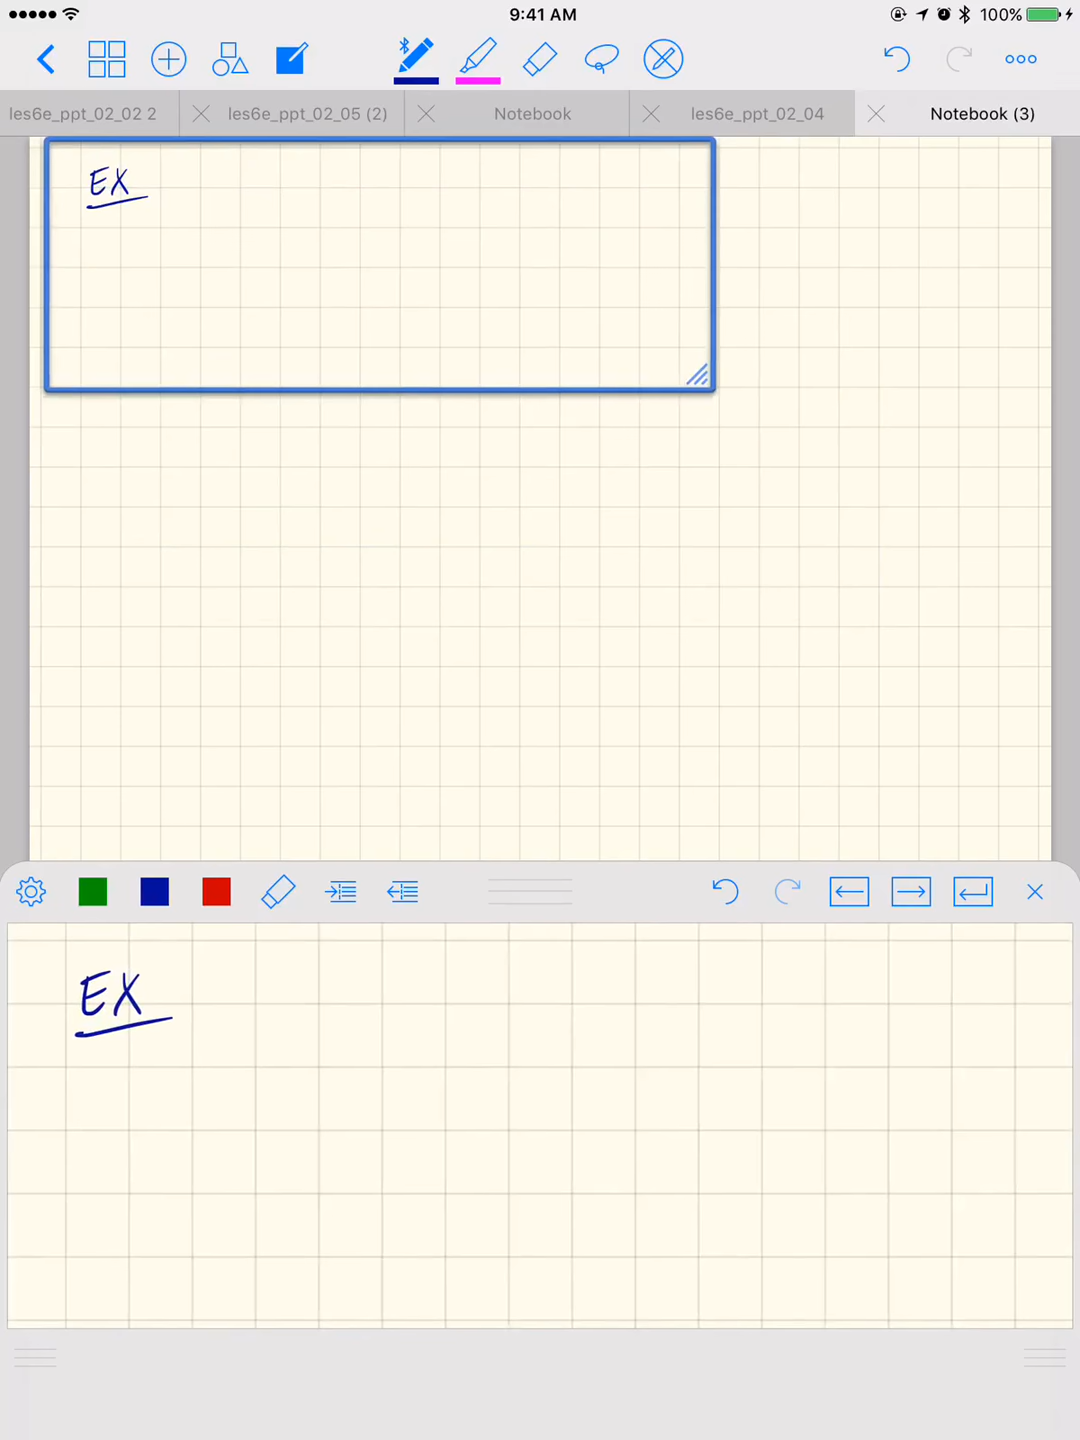 9:41 AM
100%
les6e_ppt_02_02 2
les6e_ppt_02_05 (2)
Notebook
les6e_ppt_02_04
Notebook (3)
EX
EX